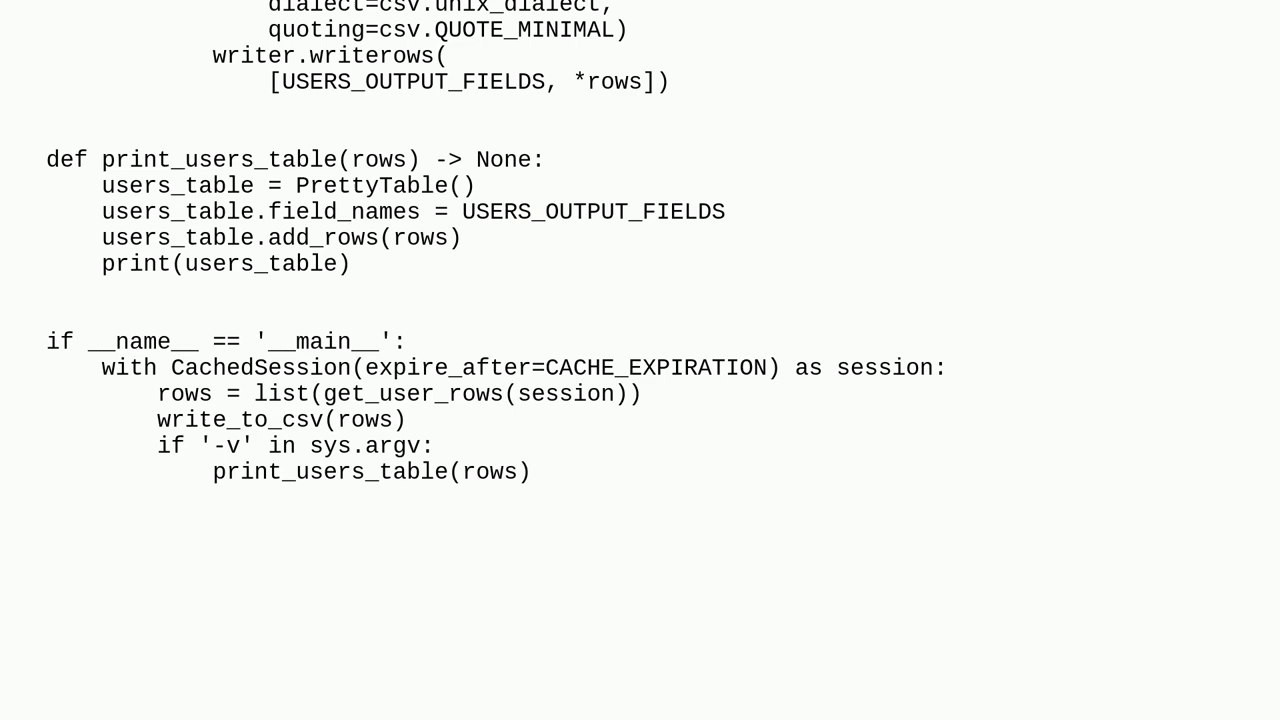 dialect=csv.unix_dialect,
                quoting=csv.QUOTE_MINIMAL)
            writer.writerows(
                [USERS_OUTPUT_FIELDS, *rows])


def print_users_table(rows) -> None:
    users_table = PrettyTable()
    users_table.field_names = USERS_OUTPUT_FIELDS
    users_table.add_rows(rows)
    print(users_table)


if __name__ == '__main__':
    with CachedSession(expire_after=CACHE_EXPIRATION) as session:
        rows = list(get_user_rows(session))
        write_to_csv(rows)
        if '-v' in sys.argv:
            print_users_table(rows)